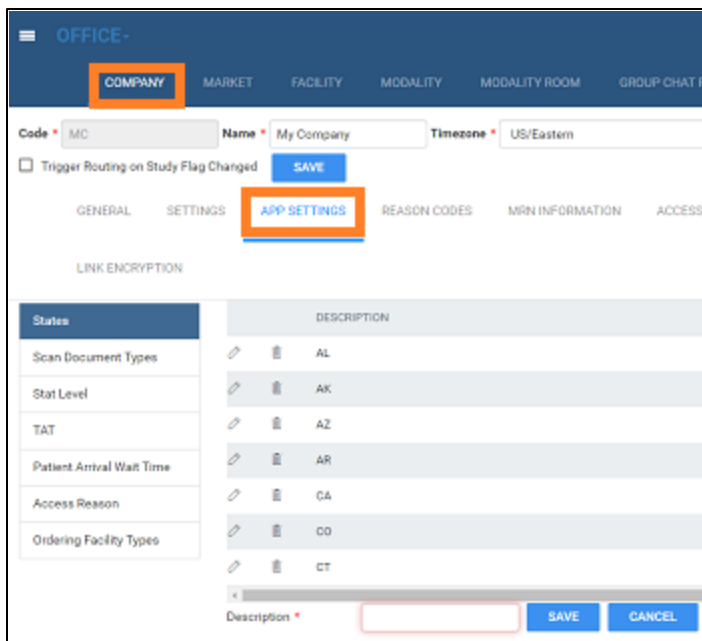 OFFICE-
COMPANY MARKET FACILITY MODALITY MODALITY ROOM GROUP CHAT
Code * MC Name * My Company Timezone * US/Eastern
Trigger Routing on Study Flag Changed SAVE
GENERAL SETTINGS APP SETTINGS REASON CODES MRN INFORMATION ACCESS
LINK ENCRYPTION
States DESCRIPTION
Scan Document Types AL
Stat Level AK
TAT AZ
Patient Arrival Wait Time AR
Access Reason CA
Ordering Facility Types CO
CT
Description * SAVE CANCEL